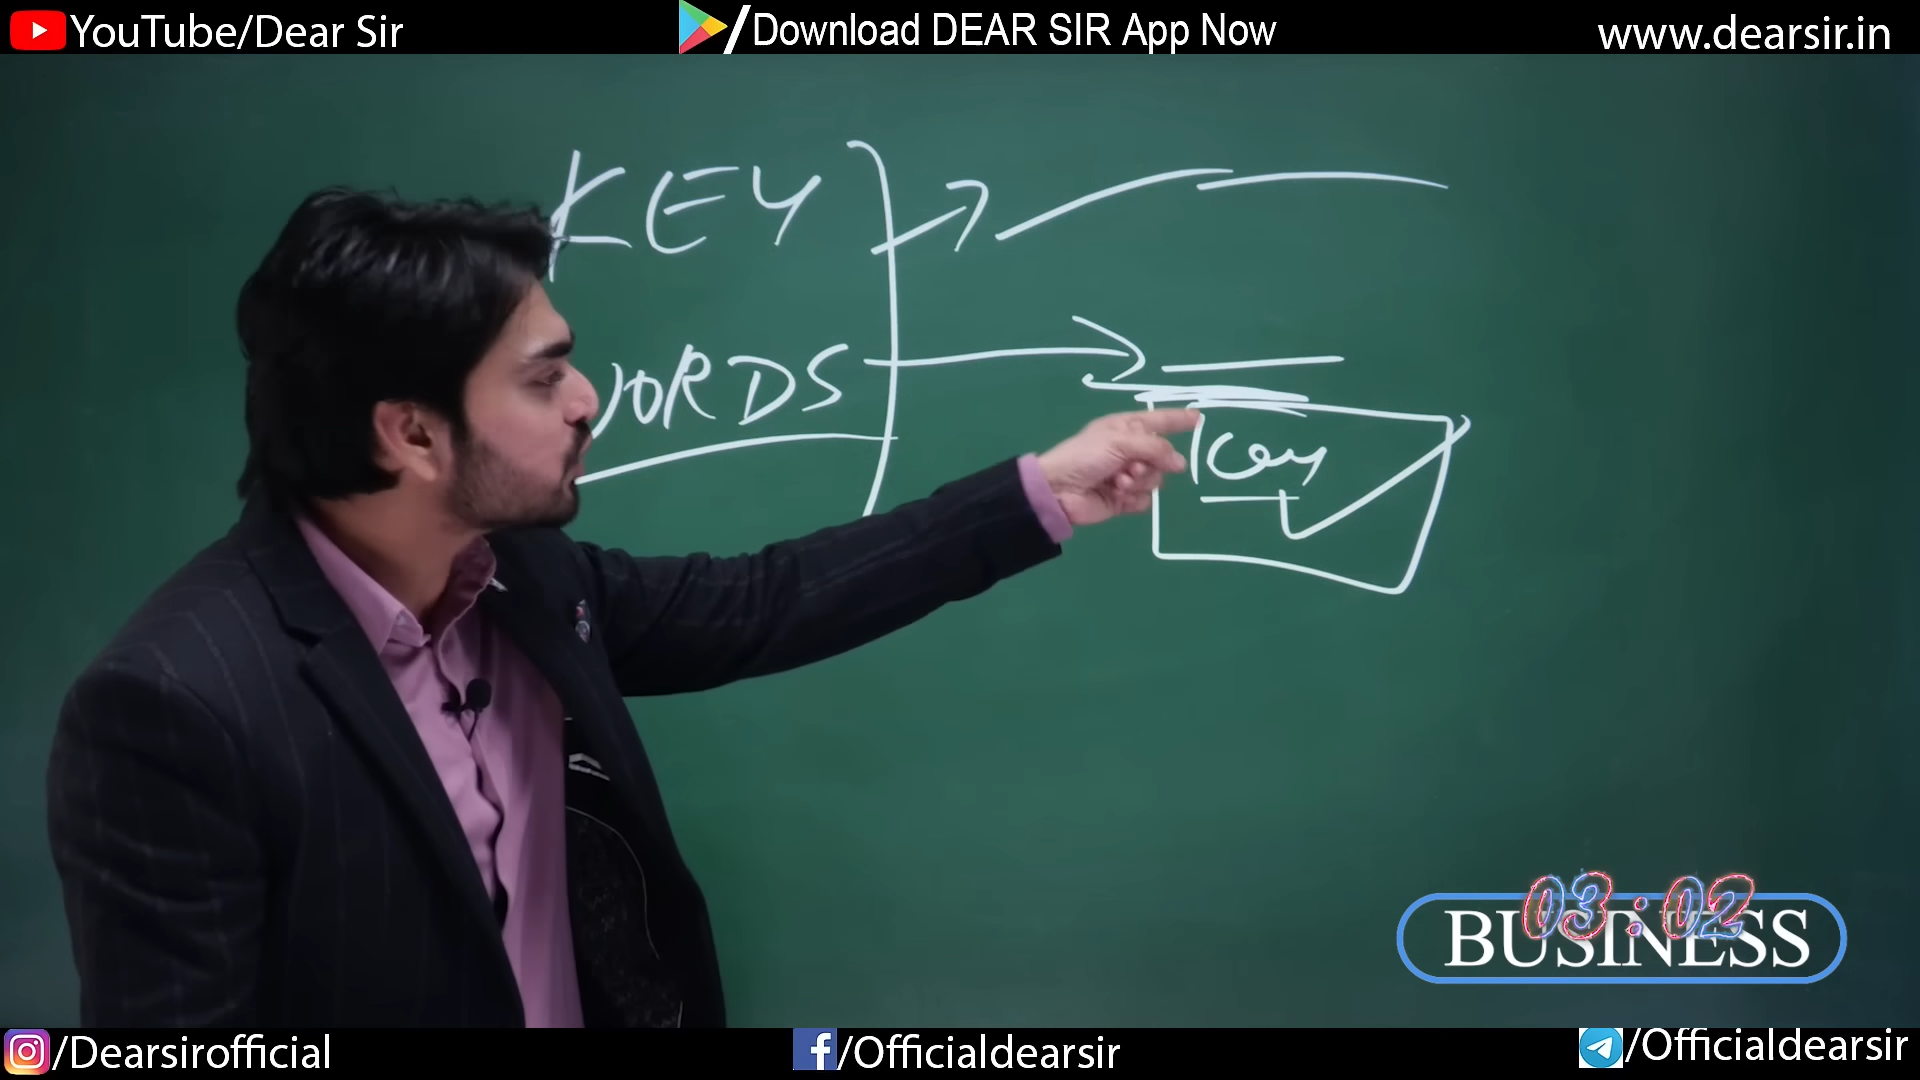 YouTube/Dear Sir
/Download DEAR SIR App Now
www.dearsir.in
KEY
WORDS
Key
03:02
BUSINESS
/Dearsirofficial
/Officialdearsir
/Officialdearsir